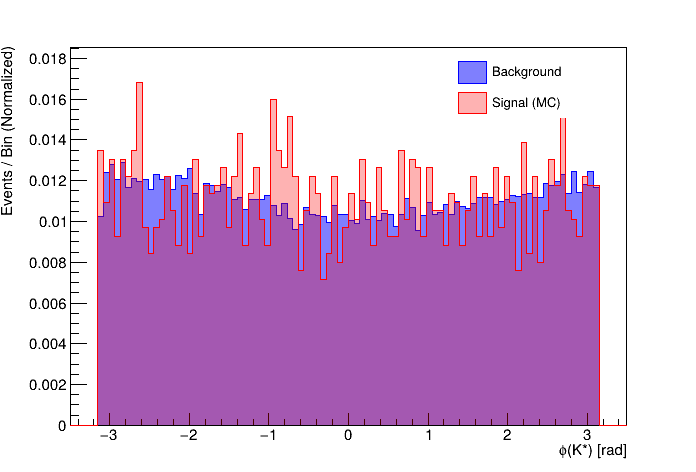 Events / Bin (Normalized)
0.018
0.016
0.014
0.012
0.01
0.008
0.006
0.004
0.002
0
Background
Signal (MC)
−3 −2 −1 0 1 2 3
ϕ(K*) [rad]